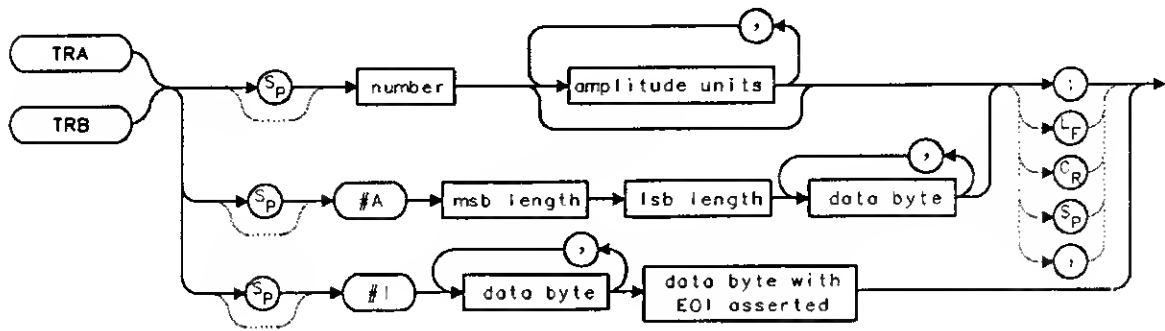 ,
TRA
SP number amplitude units ;
TRB
LF
,
CR
SP #A msb length lsb length data byte
SP
,
,
SP #I data byte data byte with
EOI asserted